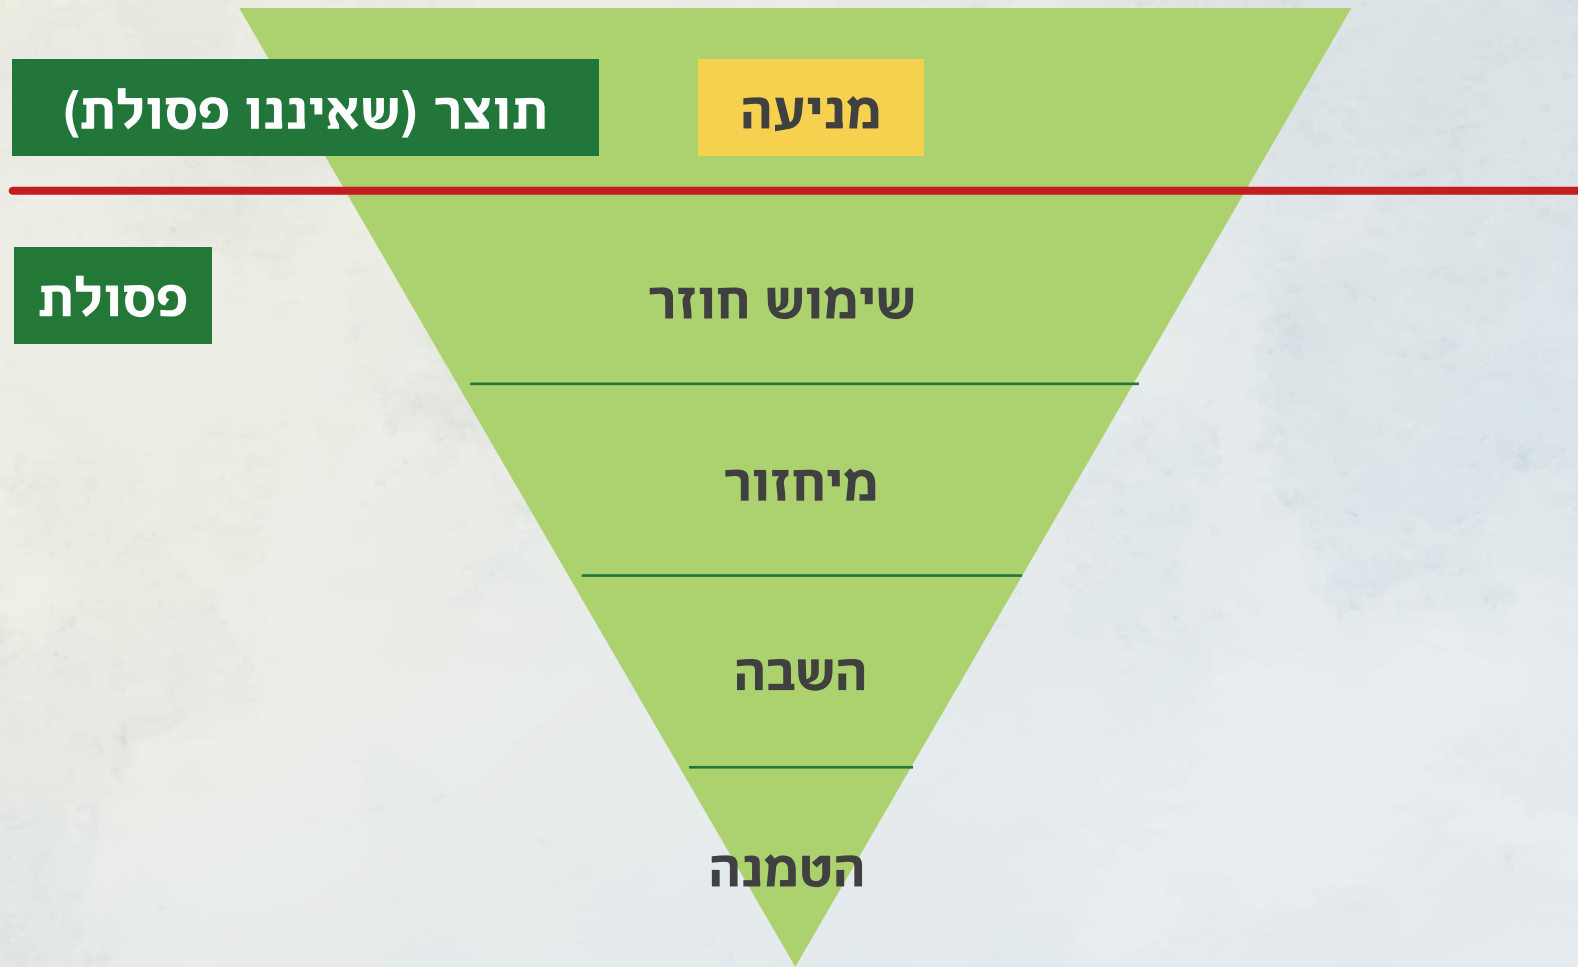 מניעה
תוצר (שאיננו פסולת)
שימוש חוזר
פסולת
מיחזור
השבה
הטמנה